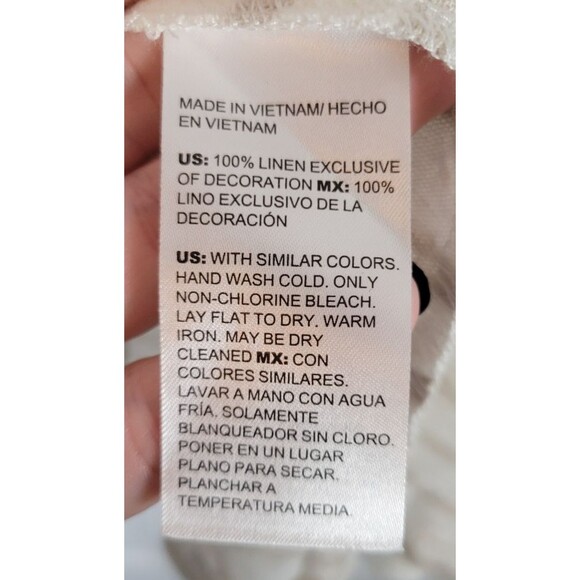 MADE IN VIETNAM/ HECHO
EN VIETNAM
US: 100% LINEN EXCLUSIVE
OF DECORATION MX: 100%
LINO EXCLUSIVO DE LA
DECORACIÓN
US: WITH SIMILAR COLORS.
HAND WASH COLD. ONLY
NON-CHLORINE BLEACH.
LAY FLAT TO DRY. WARM
IRON. MAY BE DRY
CLEANED MX: CON
COLORES SIMILARES.
LAVAR A MANO CON AGUA
FRÍA. SOLAMENTE
BLANQUEADOR SIN CLORO.
PONER EN UN LUGAR
PLANO PARA SECAR.
PLANCHAR A
TEMPERATURA MEDIA.